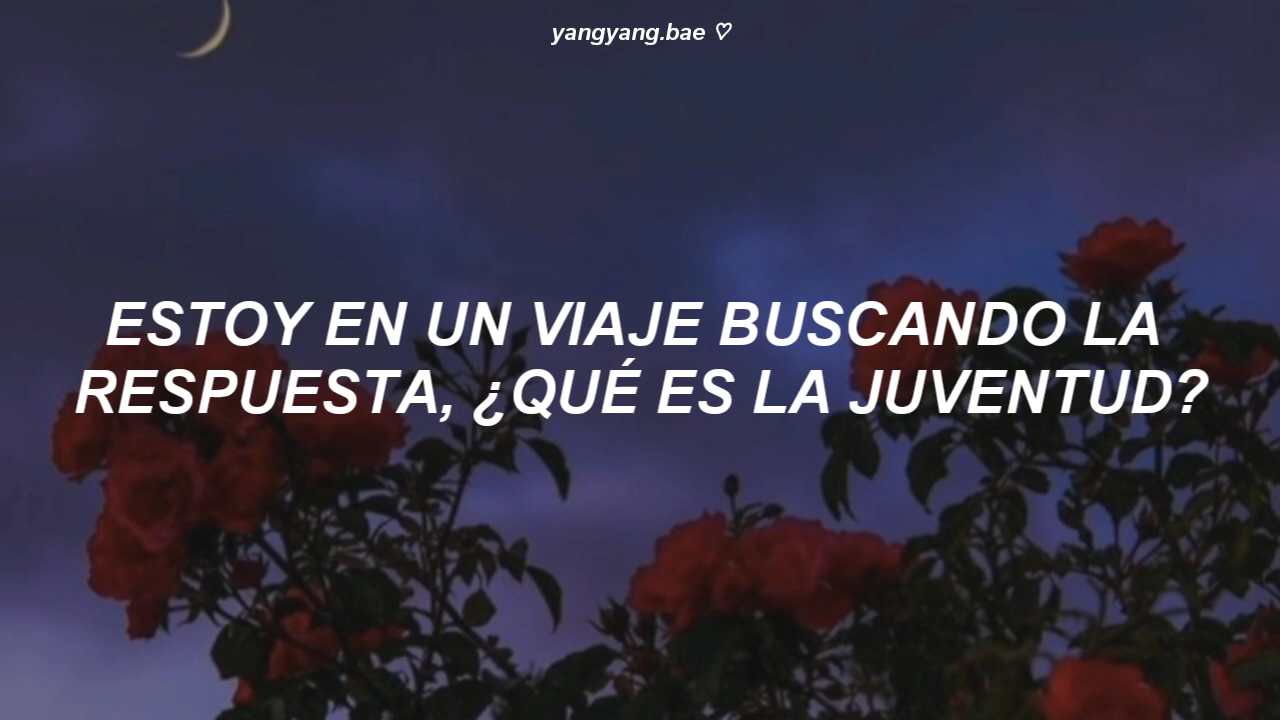 yangyang.bae ♡
ESTOY EN UN VIAJE BUSCANDO LA
RESPUESTA, ¿QUÉ ES LA JUVENTUD?